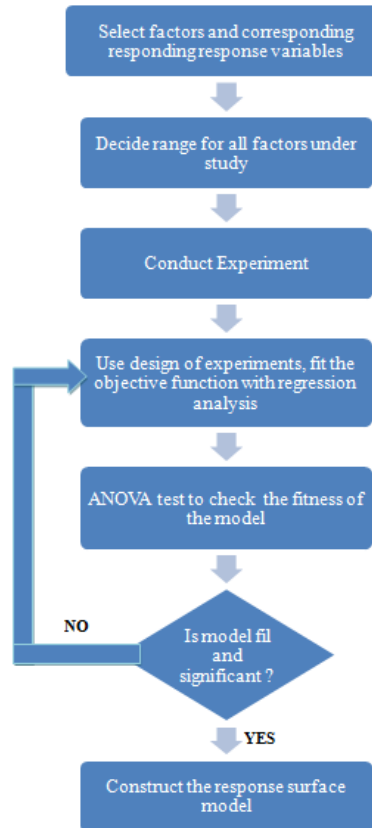 Select factors and corresponding
responding response variables
Decide range for all factors under
study
Conduct Experiment
Use design of experiments, fit the
objective function with regression
analysis
ANOVA test to check the fitness of
the model
NO
Is model fil
and
significant ?
YES
Construct the response surface
model